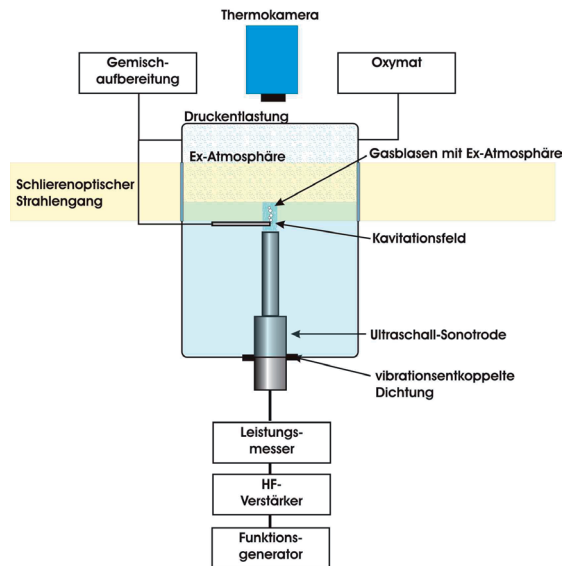 Thermokamera
Gemisch-
aufbereitung
Oxymat
Druckentlastung
Ex-Atmosphäre
Gasblasen mit Ex-Atmosphäre
Schlierenoptischer
Strahlengang
Kavitationsfeld
Ultraschall-Sonotrode
vibrationsentkoppelte
Dichtung
Leistungs-
messer
HF-
Verstärker
Funktions-
generator